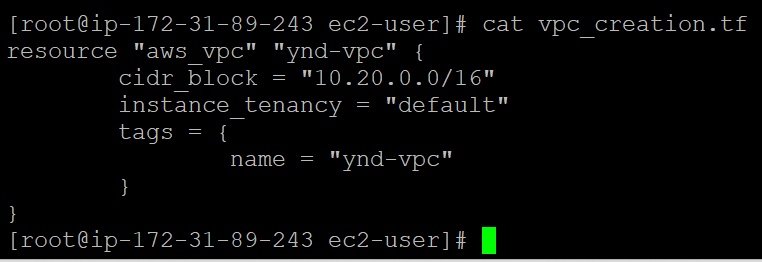 [root@ip-172-31-89-243 ec2-user]# cat vpc_creation.tf
resource "aws_vpc" "ynd-vpc" {
        cidr_block = "10.20.0.0/16"
        instance_tenancy = "default"
        tags = {
                name = "ynd-vpc"
        }
}
[root@ip-172-31-89-243 ec2-user]#